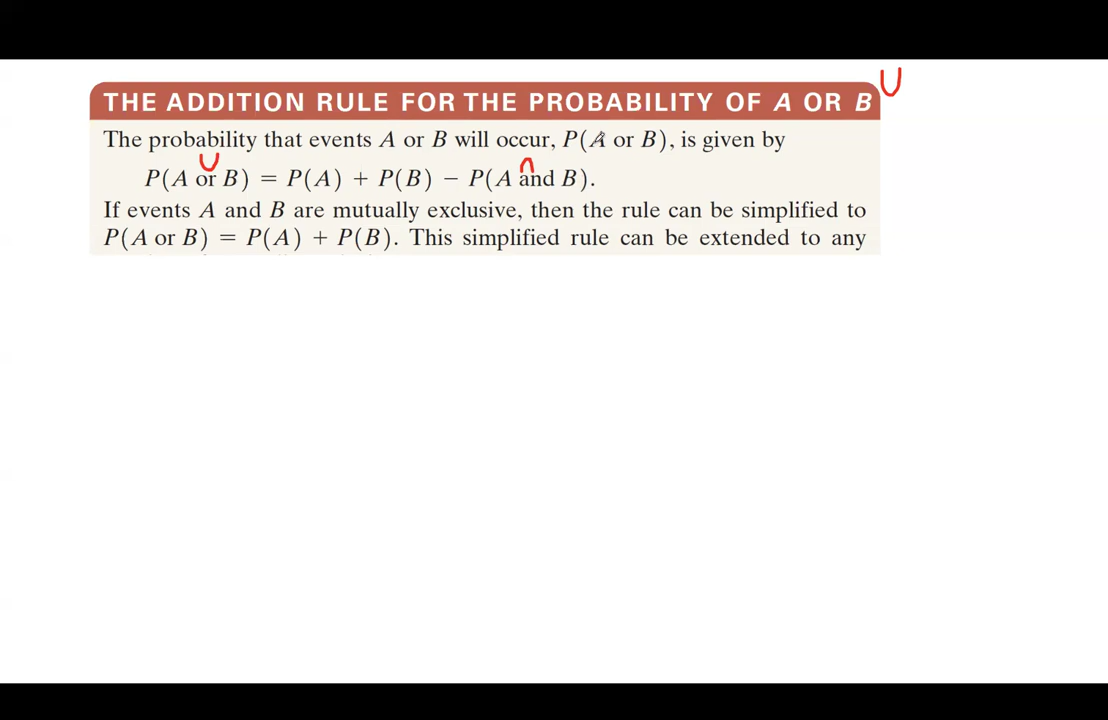 THE ADDITION RULE FOR THE PROBABILITY OF A OR B U
The probability that events A or B will occur, P(A or B), is given by
∪ ∩
P(A or B) = P(A) + P(B) − P(A and B).
If events A and B are mutually exclusive, then the rule can be simplified to
P(A or B) = P(A) + P(B). This simplified rule can be extended to any